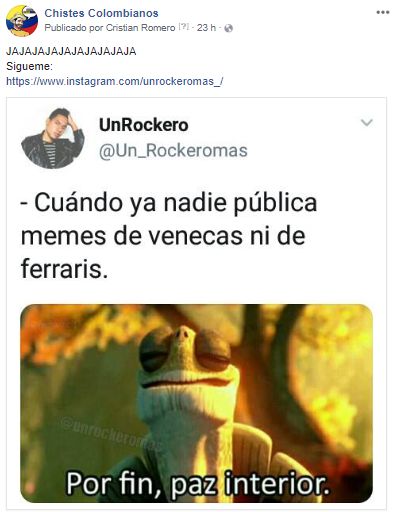 Chistes Colombianos
Publicado por Cristian Romero [?] · 23 h ·
JAJAJAJAJAJAJAJAJAJA
Sigueme:
https://www.instagram.com/unrockeromas_/
UnRockero
@Un_Rockeromas
- Cuándo ya nadie pública
memes de venecas ni de
ferraris.
@unrockeromas
Por fin, paz interior.